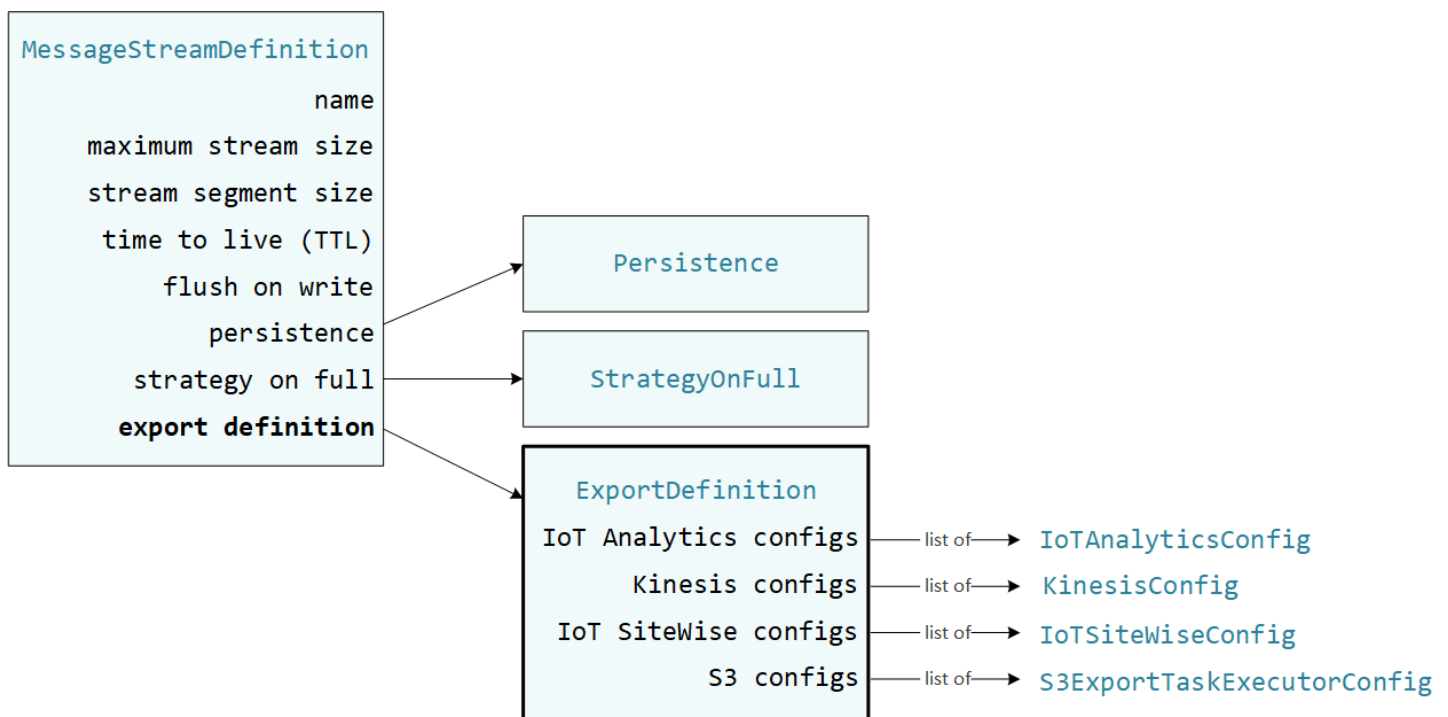 MessageStreamDefinition
name
maximum stream size
stream segment size
time to live (TTL)
flush on write
persistence
strategy on full
export definition
Persistence
StrategyOnFull
ExportDefinition
IoT Analytics configs list of IoTAnalyticsConfig
Kinesis configs list of KinesisConfig
IoT SiteWise configs list of IoTSiteWiseConfig
S3 configs list of S3ExportTaskExecutorConfig